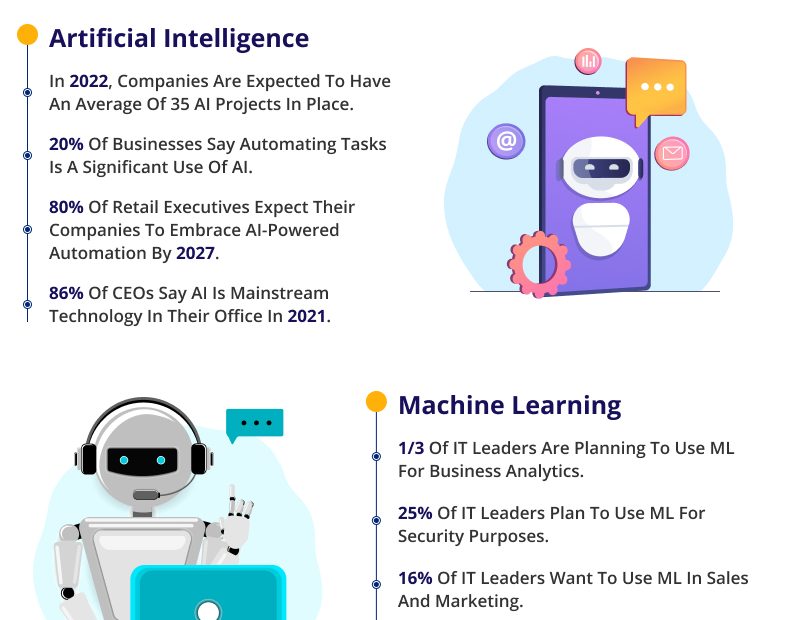 Artificial Intelligence
In 2022, Companies Are Expected To Have
An Average Of 35 AI Projects In Place.
20% Of Businesses Say Automating Tasks
Is A Significant Use Of AI.
80% Of Retail Executives Expect Their
Companies To Embrace AI-Powered
Automation By 2027.
86% Of CEOs Say AI Is Mainstream
Technology In Their Office In 2021.
@
Machine Learning
1/3 Of IT Leaders Are Planning To Use ML
For Business Analytics.
25% Of IT Leaders Plan To Use ML For
Security Purposes.
16% Of IT Leaders Want To Use ML In Sales
And Marketing.